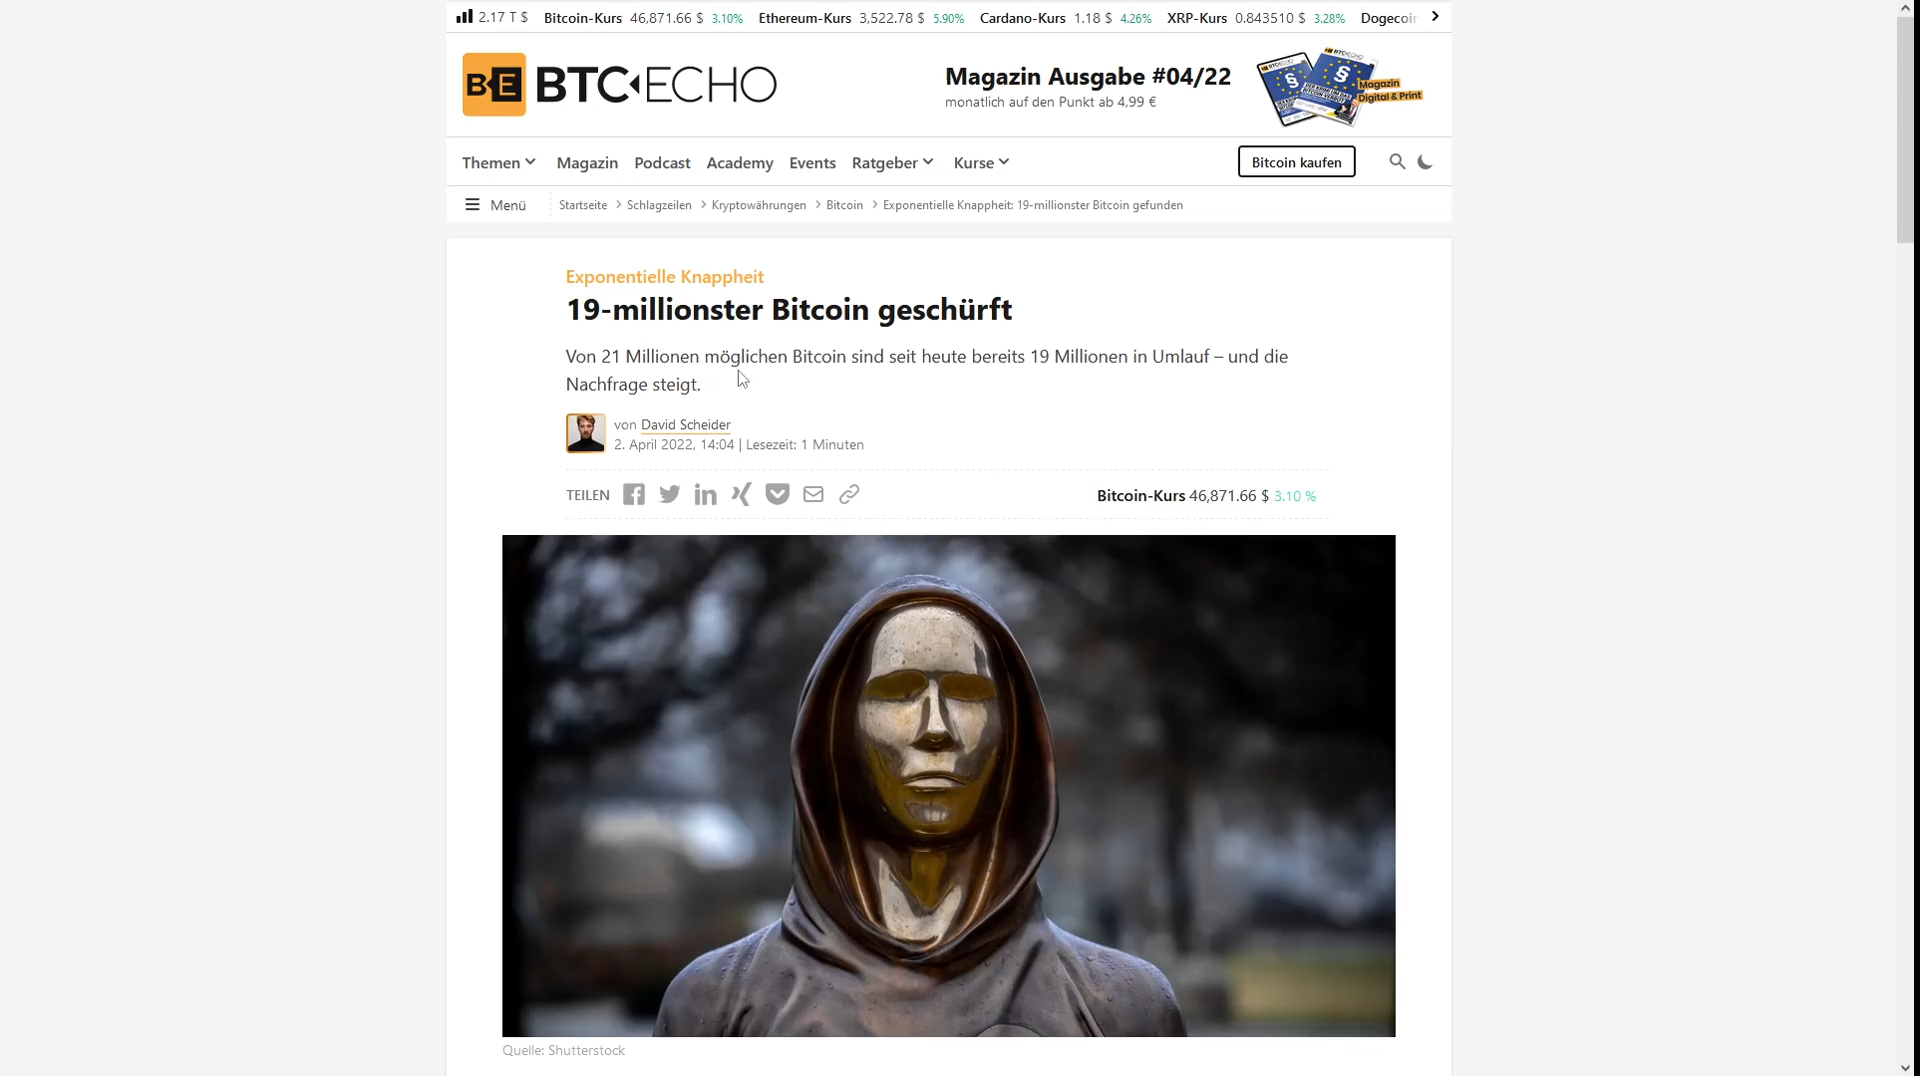 2.17 T $ Bitcoin-Kurs 46,871.66 $ 3.10% Ethereum-Kurs 3,522.78 $ 5.90% Cardano-Kurs 1.18 $ 4.26% XRP-Kurs 0.843510 $ 3.28% Dogecoin
BE BTC ECHO
Magazin Ausgabe #04/22
monatlich auf den Punkt ab 4,99 €
Magazin
Digital & Print
Themen Magazin Podcast Academy Events Ratgeber Kurse Bitcoin kaufen
Menü Startseite > Schlagzeilen > Kryptowährungen > Bitcoin > Exponentielle Knappheit: 19-millionster Bitcoin gefunden
Exponentielle Knappheit
19-millionster Bitcoin geschürft
Von 21 Millionen möglichen Bitcoin sind seit heute bereits 19 Millionen in Umlauf – und die
Nachfrage steigt.
von David Scheider
2. April 2022, 14:04 | Lesezeit: 1 Minuten
TEILEN Bitcoin-Kurs 46,871.66 $ 3.10 %
Quelle: Shutterstock